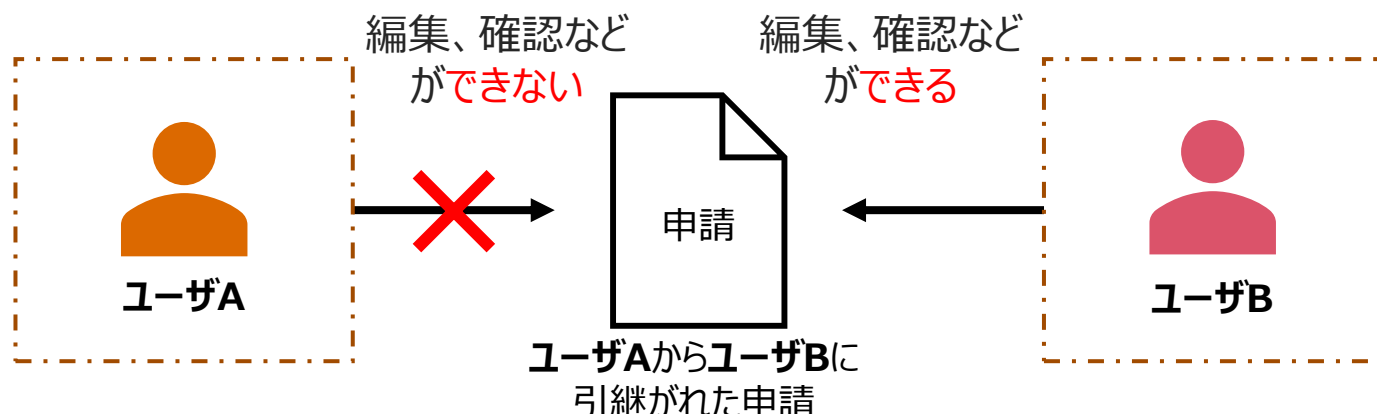 編集、確認など
ができない
編集、確認など
ができる
申請
ユーザA
ユーザB
ユーザAからユーザBに
引継がれた申請